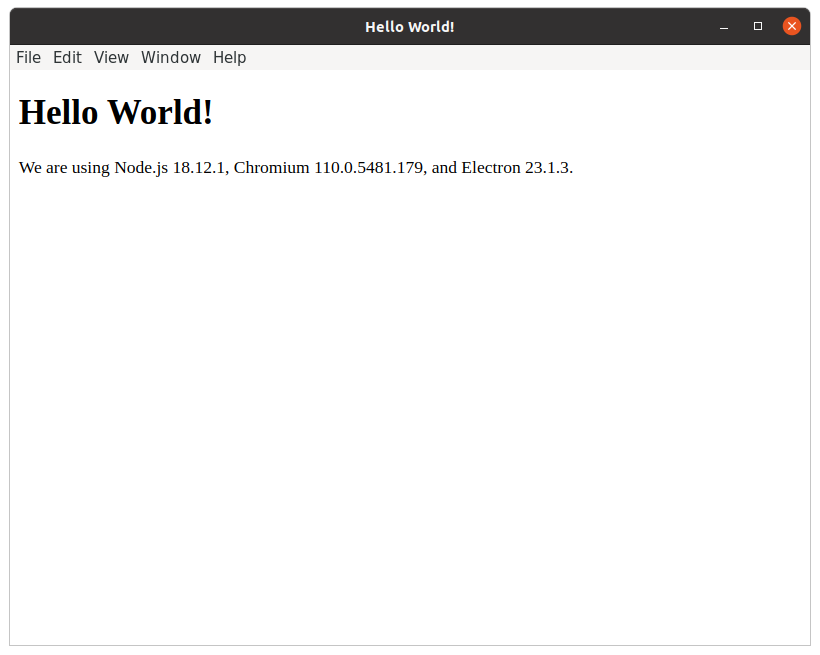 Hello World!
File Edit View Window Help
Hello World!
We are using Node.js 18.12.1, Chromium 110.0.5481.179, and Electron 23.1.3.